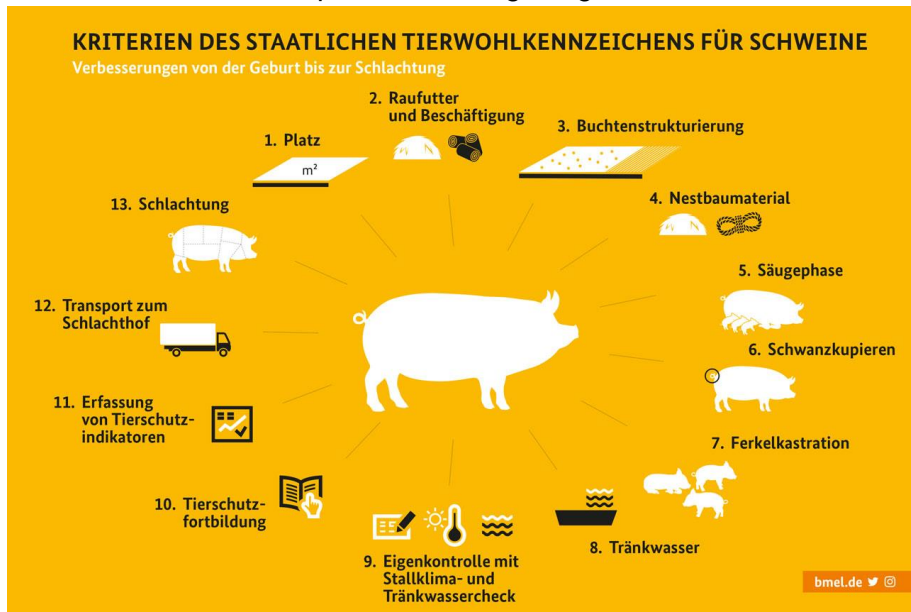 KRITERIEN DES STAATLICHEN TIERWOHLKENNZEICHENS FÜR SCHWEINE
Verbesserungen von der Geburt bis zur Schlachtung
1. Platz
m²
2. Raufutter
und Beschäftigung
3. Buchtenstrukturierung
4. Nestbaumaterial
5. Säugephase
6. Schwanzkupieren
7. Ferkelkastration
8. Tränkwasser
9. Eigenkontrolle mit
Stallklima- und
Tränkwassercheck
10. Tierschutz-
fortbildung
11. Erfassung
von Tierschutz-
indikatoren
12. Transport zum
Schlachthof
13. Schlachtung
bmel.de